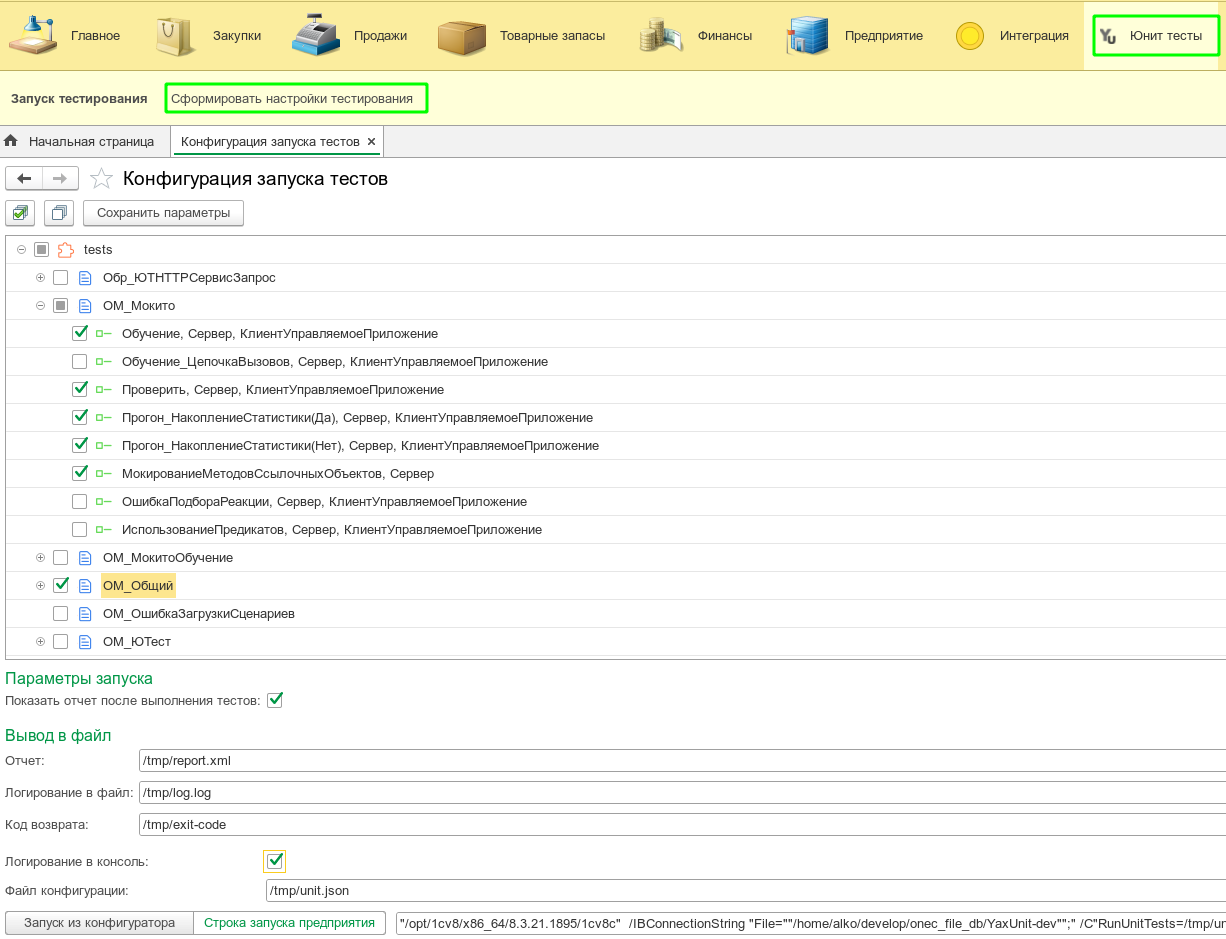 Главное Закупки Продажи Товарные запасы Финансы Предприятие Интеграция Юнит тесты
Запуск тестирования Сформировать настройки тестирования
Начальная страница Конфигурация запуска тестов ×
Конфигурация запуска тестов
Сохранить параметры
tests
Обр_ЮТHTTPСервисЗапрос
ОМ_Мокито
Обучение, Сервер, КлиентУправляемоеПриложение
Обучение_ЦепочкаВызовов, Сервер, КлиентУправляемоеПриложение
Проверить, Сервер, КлиентУправляемоеПриложение
Прогон_НакоплениеСтатистики(Да), Сервер, КлиентУправляемоеПриложение
Прогон_НакоплениеСтатистики(Нет), Сервер, КлиентУправляемоеПриложение
МокированиеМетодовСсылочныхОбъектов, Сервер
ОшибкаПодбораРеакции, Сервер, КлиентУправляемоеПриложение
ИспользованиеПредикатов, Сервер, КлиентУправляемоеПриложение
ОМ_МокитоОбучение
ОМ_Общий
ОМ_ОшибкаЗагрузкиСценариев
ОМ_ЮТест
Параметры запуска
Показать отчет после выполнения тестов:
Вывод в файл
Отчет: /tmp/report.xml
Логирование в файл: /tmp/log.log
Код возврата: /tmp/exit-code
Логирование в консоль:
Файл конфигурации: /tmp/unit.json
Запуск из конфигуратора Строка запуска предприятия "/opt/1cv8/x86_64/8.3.21.1895/1cv8c" /IBConnectionString "File=""/home/alko/develop/onec_file_db/YaxUnit-dev"";" /C"RunUnitTests=/tmp/un